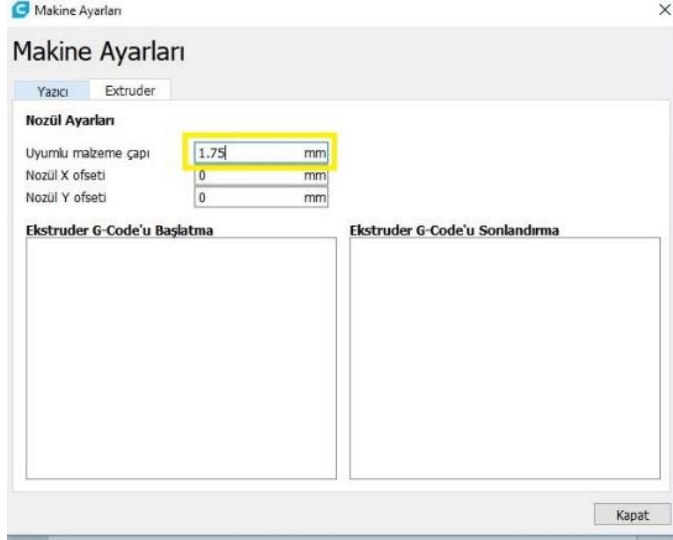 Makine Ayarları
Makine Ayarları
Yazıcı Extruder
Nozül Ayarları
Uyumlu malzeme çapı 1.75 mm
Nozül X ofseti 0 mm
Nozül Y ofseti 0 mm
Ekstruder G-Code'u Başlatma Ekstruder G-Code'u Sonlandırma
Kapat